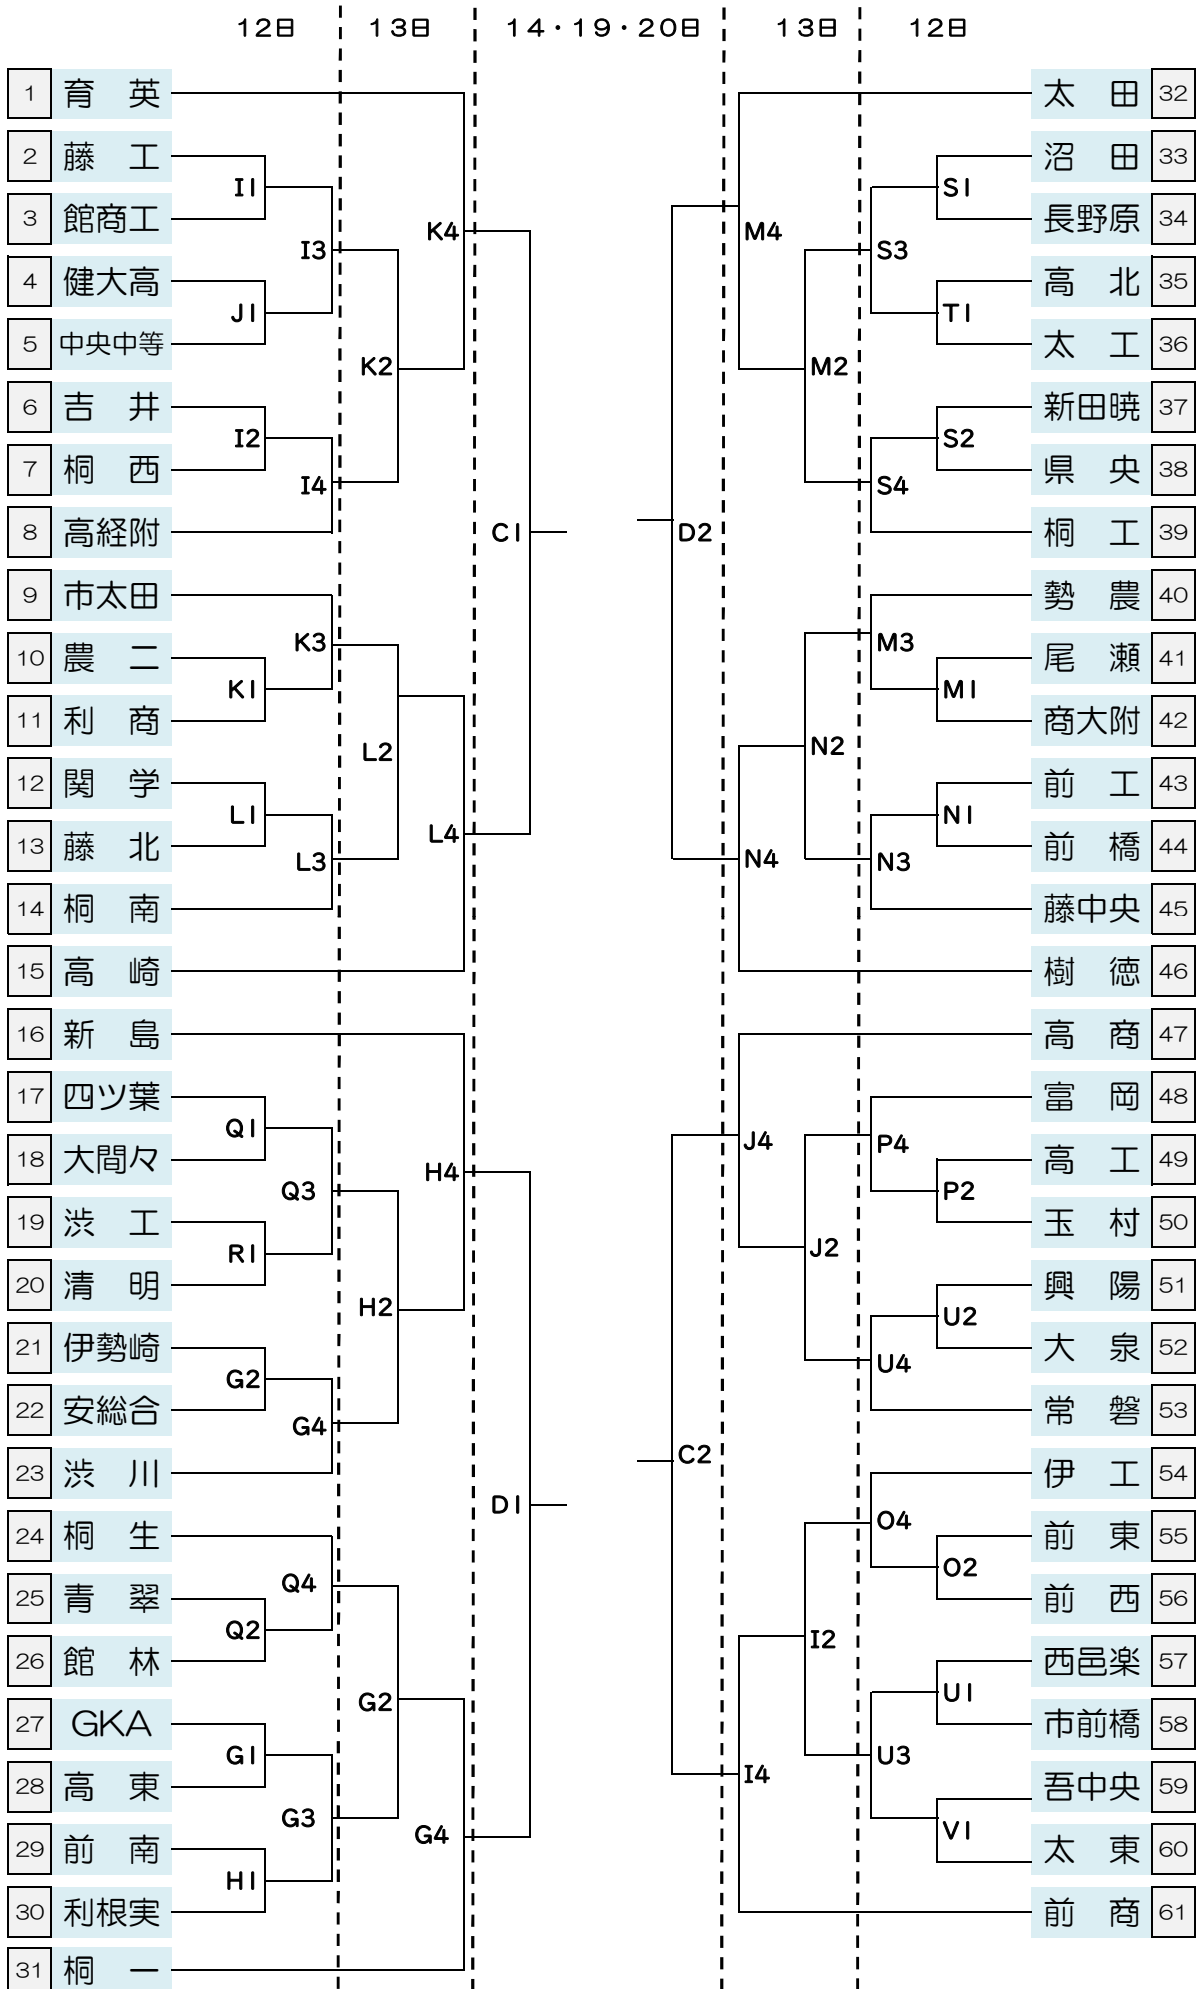 12日 13日 14・19・20日 13日 12日
1 育 英
2 藤 工
3 館商工
4 健大高
5 中央中等
6 吉 井
7 桐 西
8 高経附
9 市太田
10 農 二
11 利 商
12 関 学
13 藤 北
14 桐 南
15 高 崎
16 新 島
17 四ツ葉
18 大間々
19 渋 工
20 清 明
21 伊勢崎
22 安総合
23 渋 川
24 桐 生
25 青 翠
26 館 林
27 GKA
28 高 東
29 前 南
30 利根実
31 桐 一
I1
J1
I2
K1
L1
Q1
R1
G2
Q2
G1
H1
I3
I4
K3
L3
Q3
G4
Q4
G3
K2
L2
H2
G2
K4
L4
H4
G4
C1
D1
D2
C2
M4
N4
J4
I4
M2
N2
J2
I2
S3
S4
M3
N3
P4
U4
O4
U3
S1
T1
S2
M1
N1
P2
U2
O2
U1
V1
太 田 32
沼 田 33
長野原 34
高 北 35
太 工 36
新田暁 37
県 央 38
桐 工 39
勢 農 40
尾 瀬 41
商大附 42
前 工 43
前 橋 44
藤中央 45
樹 徳 46
高 商 47
富 岡 48
高 工 49
玉 村 50
興 陽 51
大 泉 52
常 磐 53
伊 工 54
前 東 55
前 西 56
西邑楽 57
市前橋 58
吾中央 59
太 東 60
前 商 61